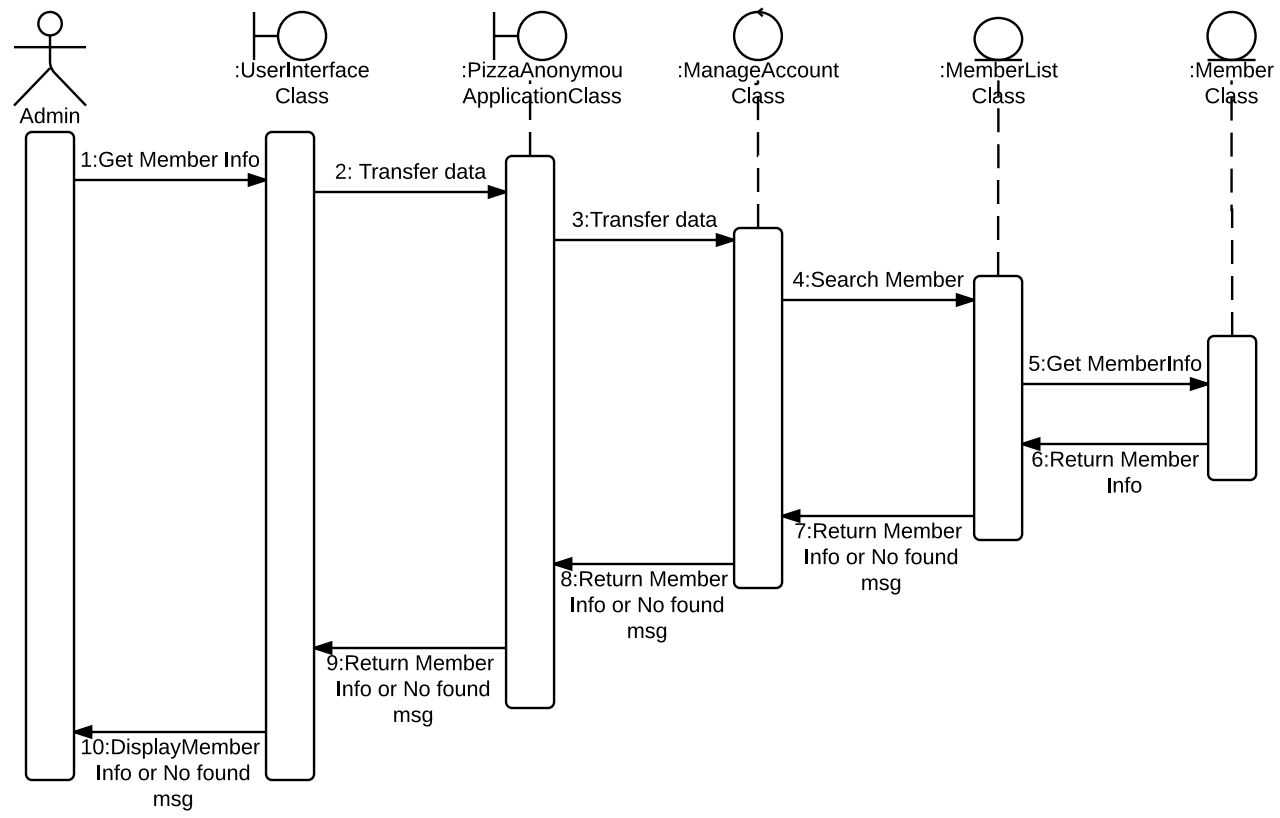 Admin
:UserInterface
Class
:PizzaAnonymou
ApplicationClass
:ManageAccount
Class
:MemberList
Class
:Member
Class
1:Get Member Info
2: Transfer data
3:Transfer data
4:Search Member
5:Get MemberInfo
6:Return Member
Info
7:Return Member
Info or No found
msg
8:Return Member
Info or No found
msg
9:Return Member
Info or No found
msg
10:DisplayMember
Info or No found
msg